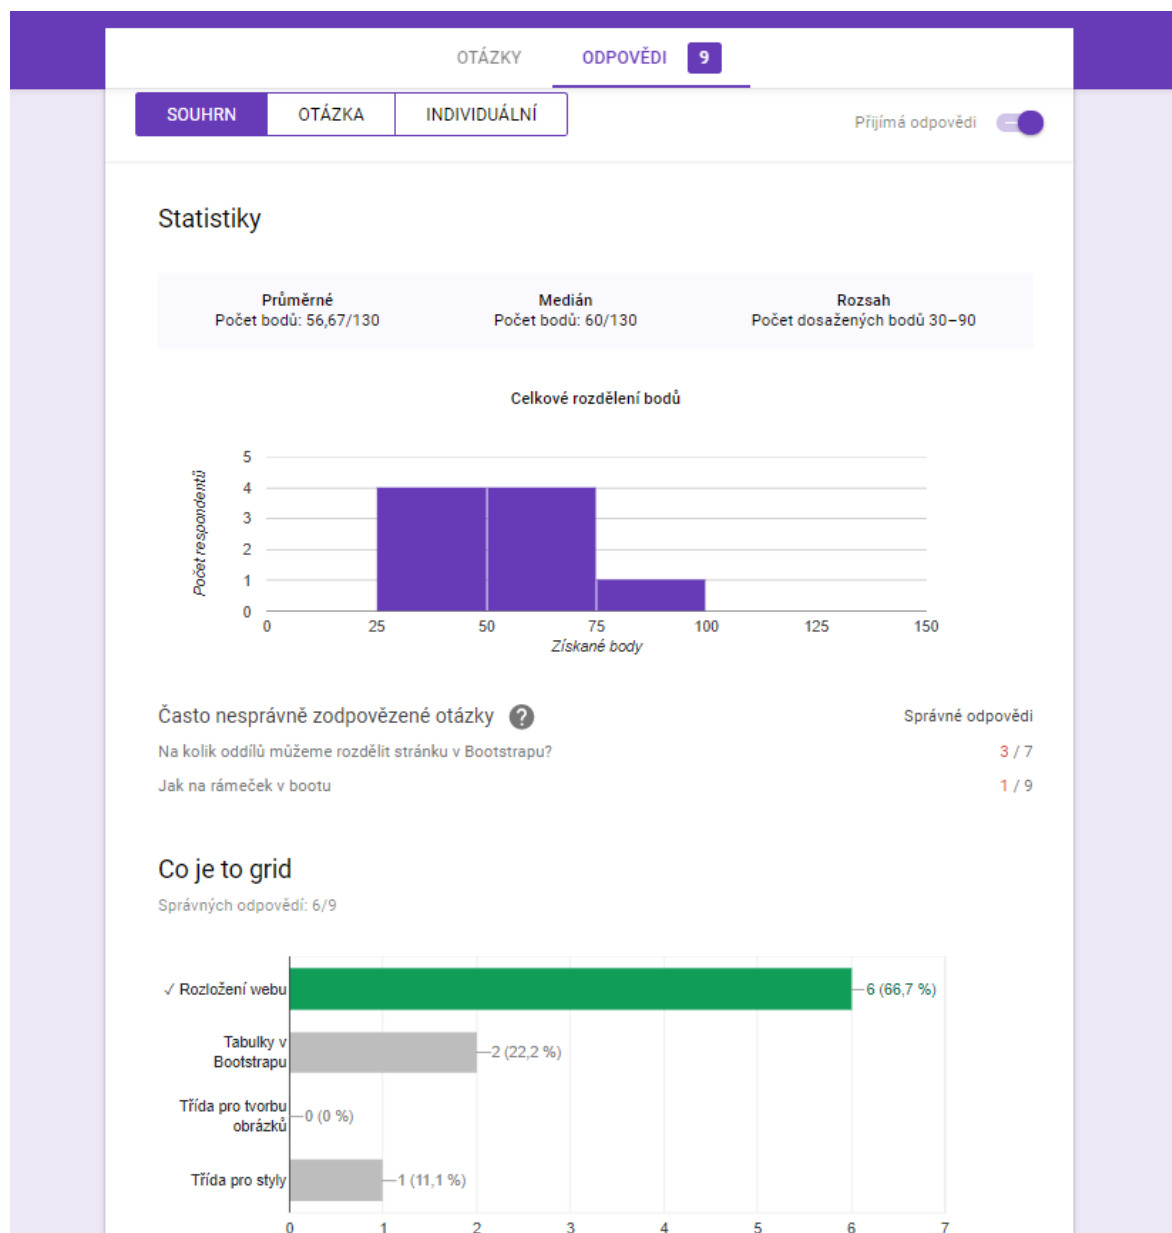 OTÁZKY ODPOVĚDI 9
SOUHRN OTÁZKA INDIVIDUÁLNÍ
Přijímá odpovědi
Statistiky
Průměrné Medián Rozsah
Počet bodů: 56,67/130 Počet bodů: 60/130 Počet dosažených bodů 30–90
Celkové rozdělení bodů
Počet respondentů
5
4
3
2
1
0
0 25 50 75 100 125 150
Získané body
Často nesprávně zodpovězené otázky ? Správné odpovědi
Na kolik oddílů můžeme rozdělit stránku v Bootstrapu? 3 / 7
Jak na rámeček v bootu 1 / 9
Co je to grid
Správných odpovědí: 6/9
✓ Rozložení webu 6 (66,7 %)
Tabulky v
Bootstrapu 2 (22,2 %)
Třída pro tvorbu
obrázků 0 (0 %)
Třída pro styly 1 (11,1 %)
0 1 2 3 4 5 6 7